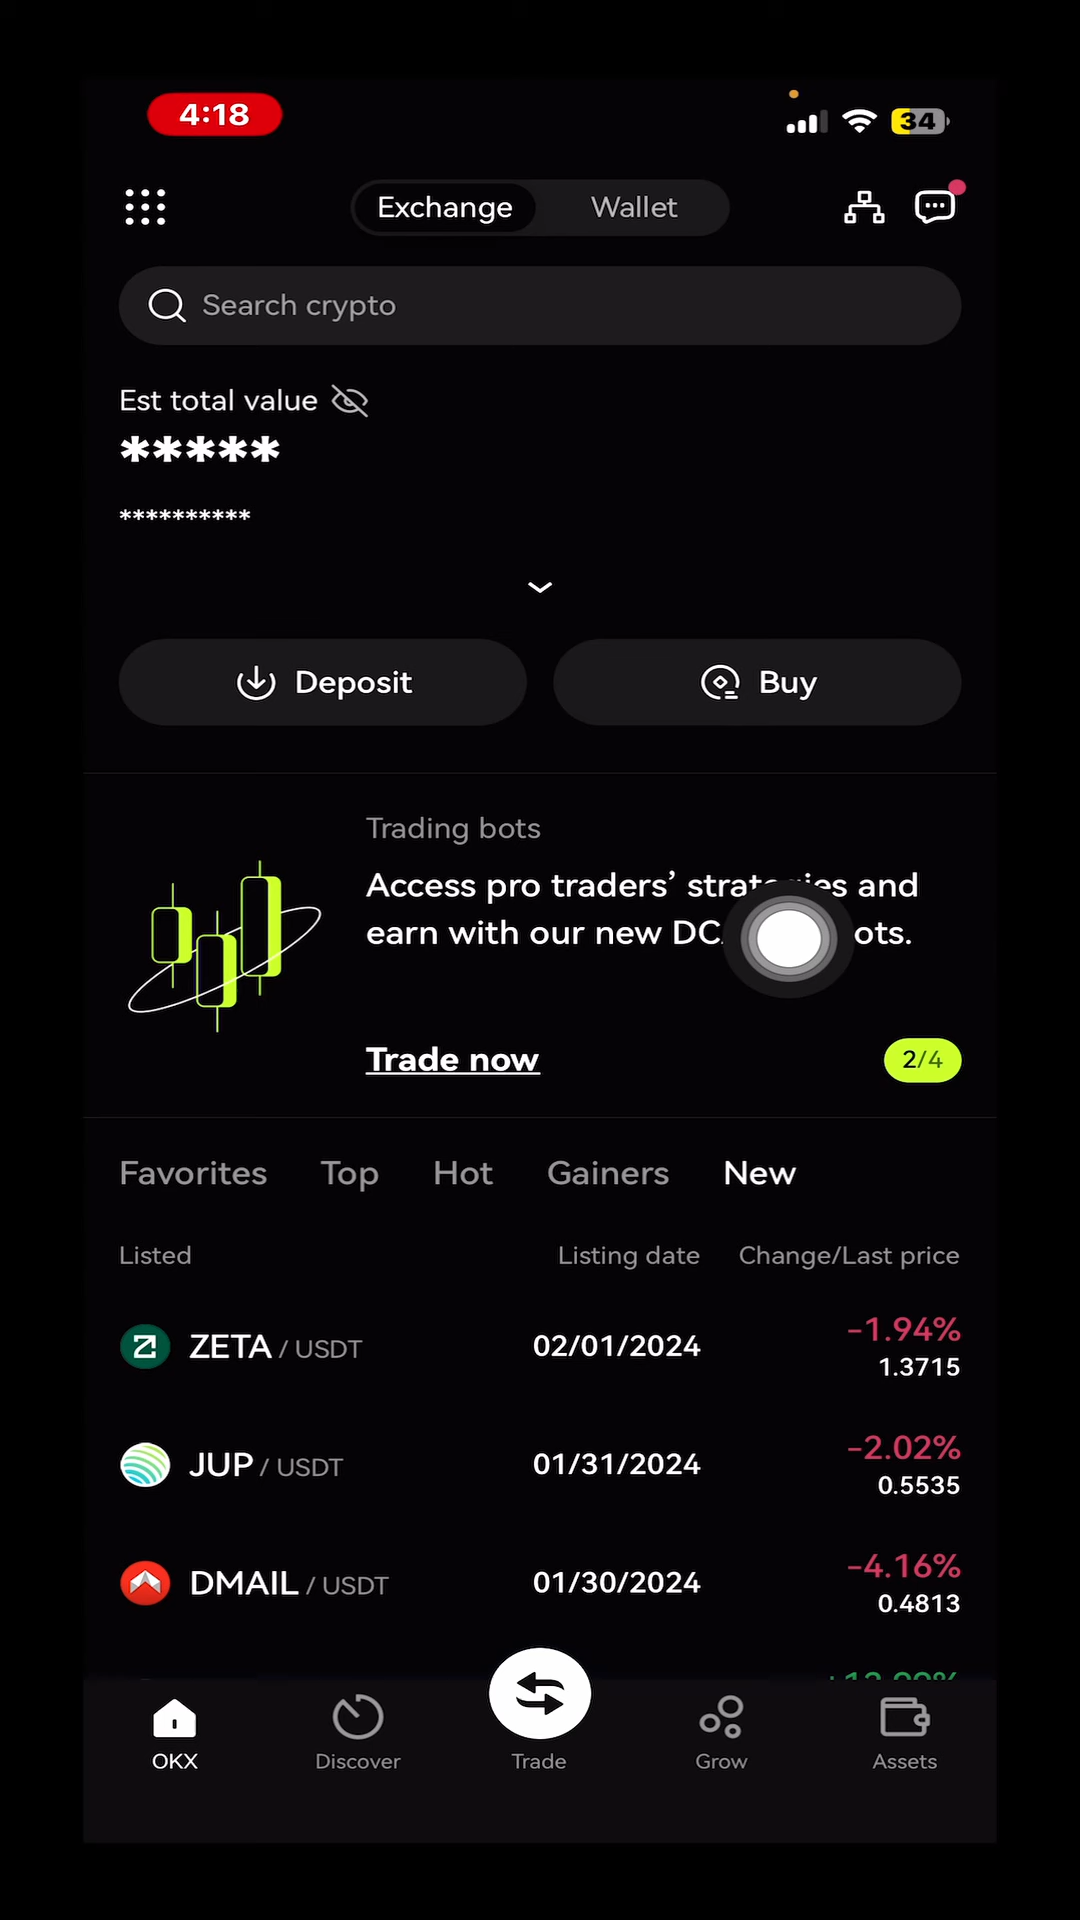 4:18
34
Exchange Wallet
Search crypto
Est total value
*****
**********
Deposit Buy
Trading bots
Access pro traders’ strategies and
earn with our new ots.
Trade now 2/4
Favorites Top Hot Gainers New
Listed Listing date Change/Last price
ZETA / USDT 02/01/2024 -1.94%
1.3715
JUP / USDT 01/31/2024 -2.02%
0.5535
DMAIL / USDT 01/30/2024 -4.16%
0.4813
OKX Discover Trade Grow Assets